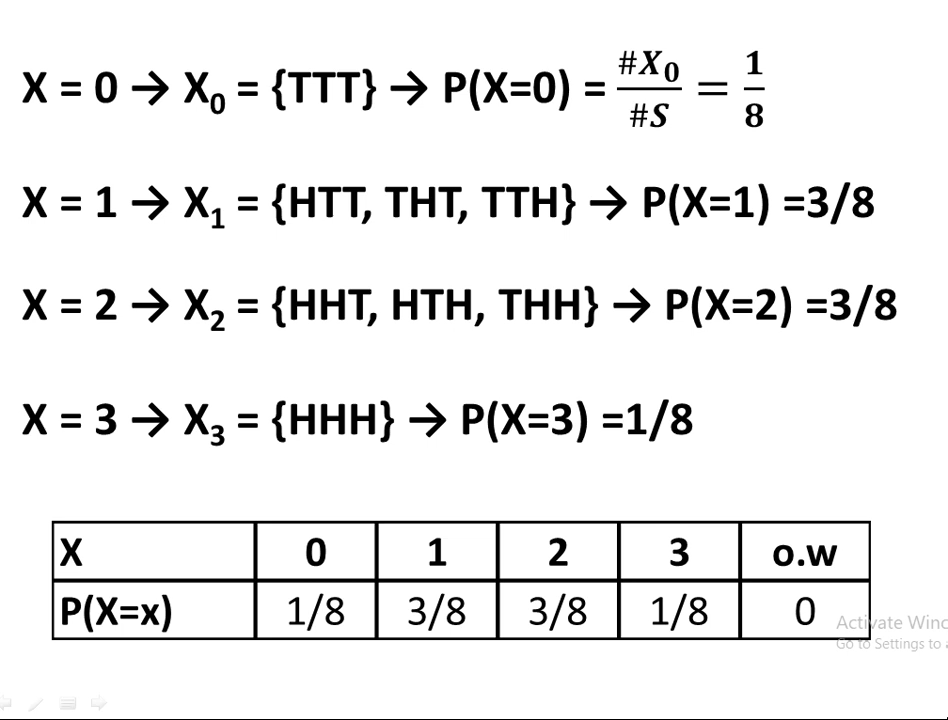 X = 0 → X₀ = {TTT} → P(X=0) = #X₀/#S = 1/8
X = 1 → X₁ = {HTT, THT, TTH} → P(X=1) =3/8
X = 2 → X₂ = {HHT, HTH, THH} → P(X=2) =3/8
X = 3 → X₃ = {HHH} → P(X=3) =1/8
X 0 1 2 3 o.w
P(X=x) 1/8 3/8 3/8 1/8 0
Activate Winc
Go to Settings to a